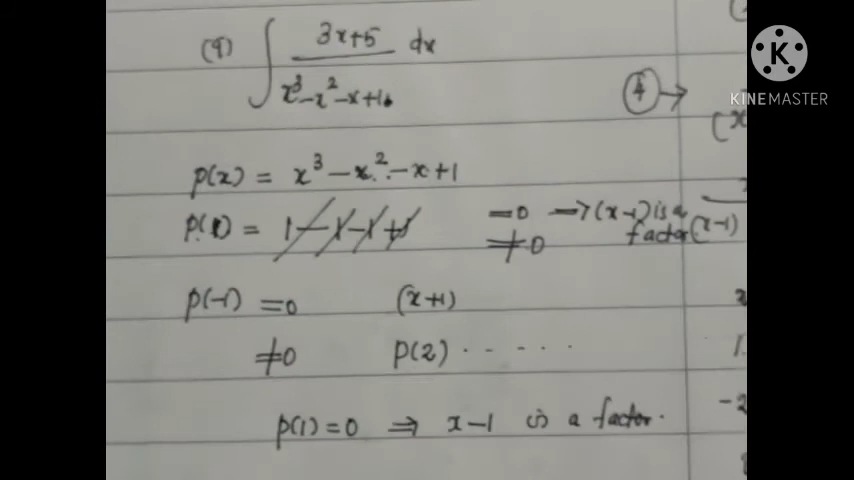 (9) ∫ 3x+5 / x³-x²-x+1 dx
④→
KINEMASTER
p(x) = x³-x²-x+1
p(1) = 1-1-1+1 =0 → (x-1) is a
≠0 factor (x-1)
p(-1) =0 (x+1)
≠0 p(2) ......
p(1)=0 ⇒ x-1 is a factor.